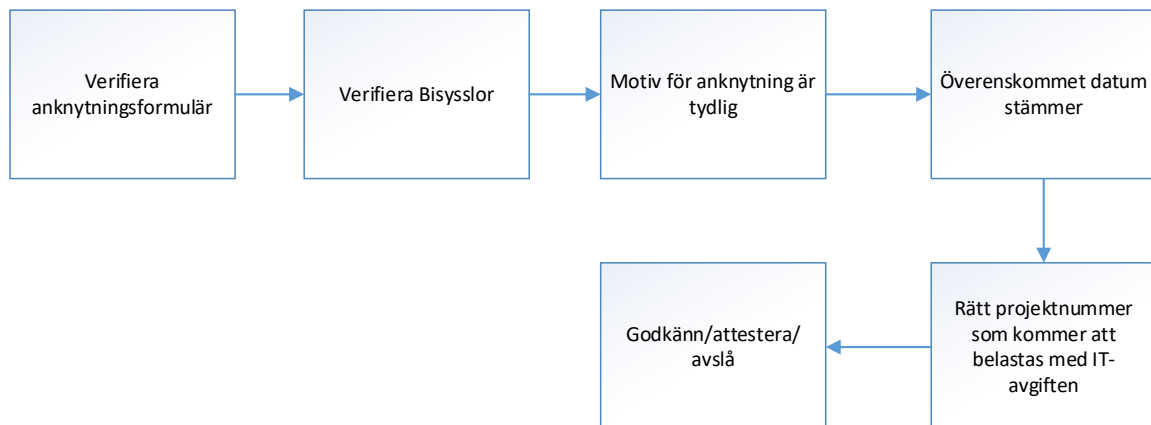 Verifiera
anknytningsformulär
Verifiera Bisysslor
Motiv för anknytning är
tydlig
Överenskommet datum
stämmer
Rätt projektnummer
som kommer att
belastas med IT-
avgiften
Godkänn/attestera/
avslå